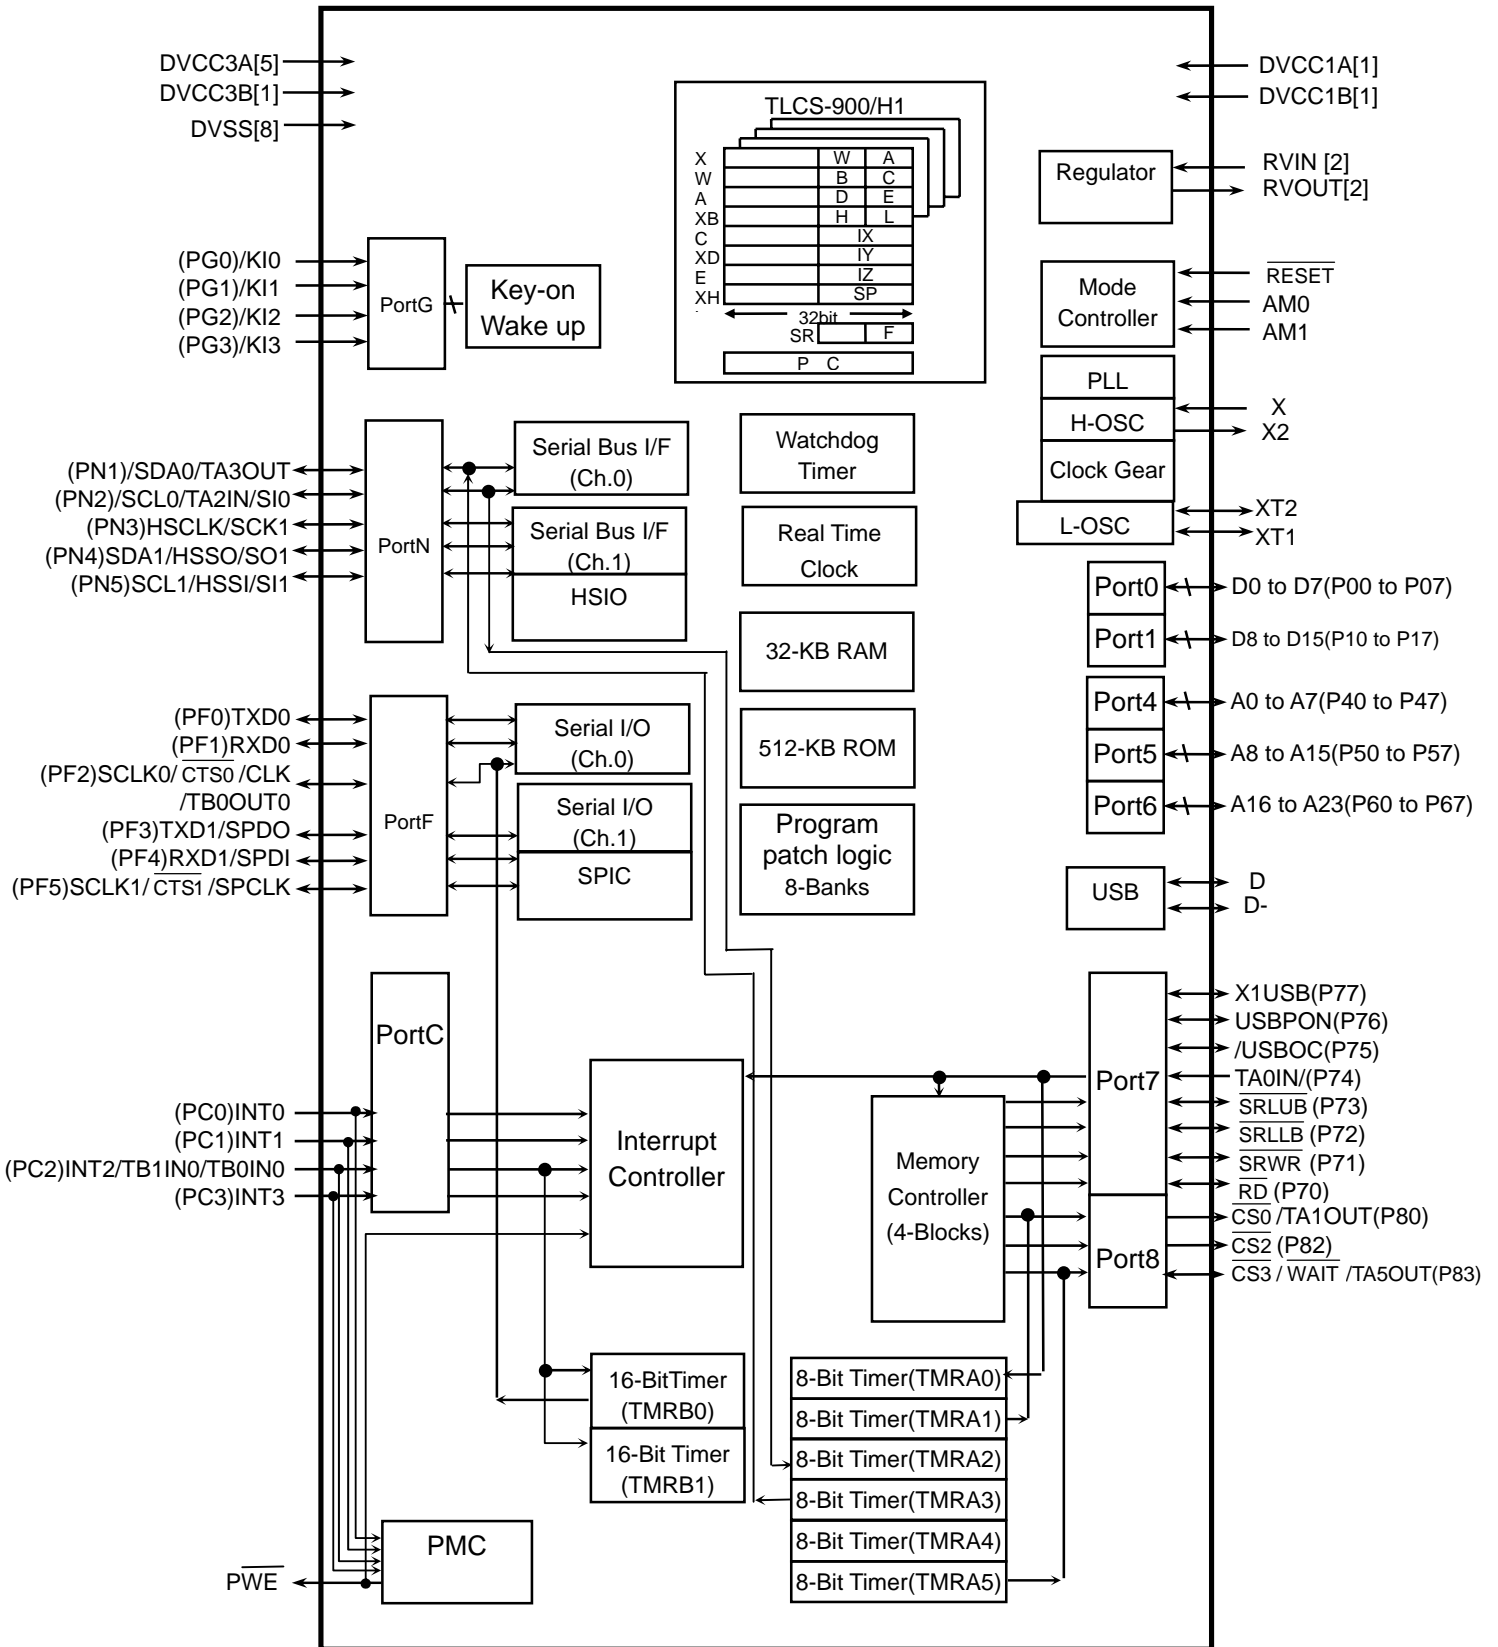 DVCC3A[5]
DVCC3B[1]
DVSS[8]
DVCC1A[1]
DVCC1B[1]
TLCS-900/H1
X
W
A
XB
C
XD
E
XH
W A
B C
D E
H L
IX
IY
IZ
SP
32bit
SR
F
P C
Regulator
RVIN [2]
RVOUT[2]
(PG0)/KI0
(PG1)/KI1
(PG2)/KI2
(PG3)/KI3
PortG
Key-on
Wake up
Mode
Controller
RESET
AM0
AM1
PLL
H-OSC
Clock Gear
L-OSC
X
X2
XT2
XT1
(PN1)/SDA0/TA3OUT
(PN2)/SCL0/TA2IN/SI0
(PN3)HSCLK/SCK1
(PN4)SDA1/HSSO/SO1
(PN5)SCL1/HSSI/SI1
PortN
Serial Bus I/F
(Ch.0)
Serial Bus I/F
(Ch.1)
HSIO
Watchdog
Timer
Real Time
Clock
32-KB RAM
512-KB ROM
Program
patch logic
8-Banks
Port0
D0 to D7(P00 to P07)
Port1
D8 to D15(P10 to P17)
Port4
A0 to A7(P40 to P47)
Port5
A8 to A15(P50 to P57)
Port6
A16 to A23(P60 to P67)
(PF0)TXD0
(PF1)RXD0
(PF2)SCLK0/ CTS0 /CLK
/TB0OUT0
(PF3)TXD1/SPDO
(PF4)RXD1/SPDI
(PF5)SCLK1/ CTS1 /SPCLK
PortF
Serial I/O
(Ch.0)
Serial I/O
(Ch.1)
SPIC
USB
D
D-
PortC
(PC0)INT0
(PC1)INT1
(PC2)INT2/TB1IN0/TB0IN0
(PC3)INT3
Interrupt
Controller
Memory
Controller
(4-Blocks)
Port7
X1USB(P77)
USBPON(P76)
/USBOC(P75)
TA0IN/(P74)
SRLUB (P73)
SRLLB (P72)
SRWR (P71)
RD (P70)
Port8
CS0 /TA1OUT(P80)
CS2 (P82)
CS3 / WAIT /TA5OUT(P83)
16-BitTimer
(TMRB0)
16-Bit Timer
(TMRB1)
8-Bit Timer(TMRA0)
8-Bit Timer(TMRA1)
8-Bit Timer(TMRA2)
8-Bit Timer(TMRA3)
8-Bit Timer(TMRA4)
8-Bit Timer(TMRA5)
PMC
PWE